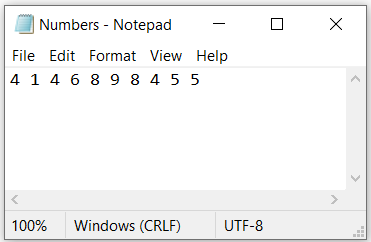 Numbers - Notepad
File Edit Format View Help
4 1 4 6 8 9 8 4 5 5
100% Windows (CRLF) UTF-8